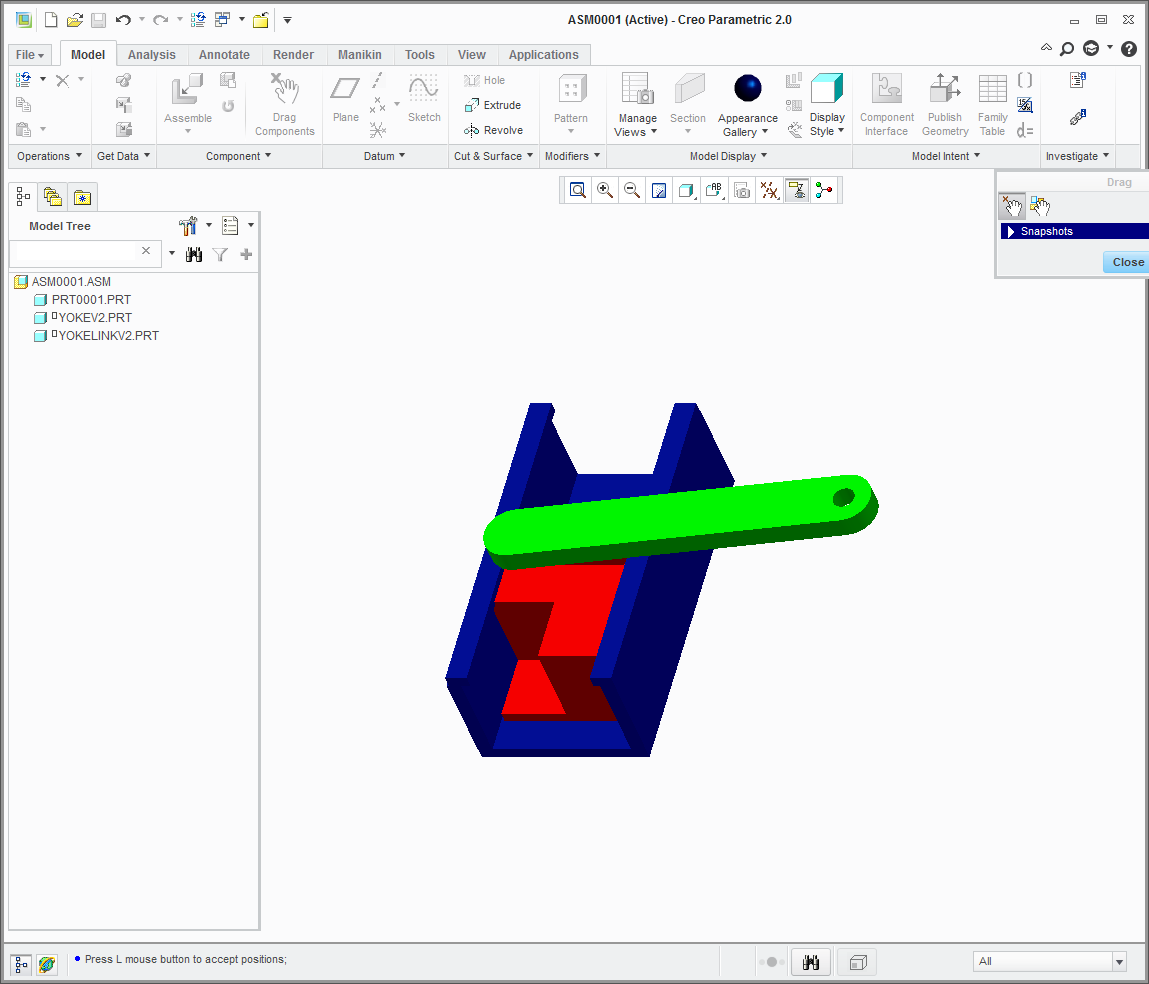 ASM0001 (Active) - Creo Parametric 2.0
File
Model
Analysis
Annotate
Render
Manikin
Tools
View
Applications
Assemble
Drag
Components
Plane
Sketch
Hole
Extrude
Revolve
Pattern
Manage
Views
Section
Appearance
Gallery
Display
Style
Component
Interface
Publish
Geometry
Family
Table
Operations
Get Data
Component
Datum
Cut & Surface
Modifiers
Model Display
Model Intent
Investigate
Drag
Snapshots
Close
Model Tree
ASM0001.ASM
PRT0001.PRT
YOKEV2.PRT
YOKELINKV2.PRT
Press L mouse button to accept positions;
All